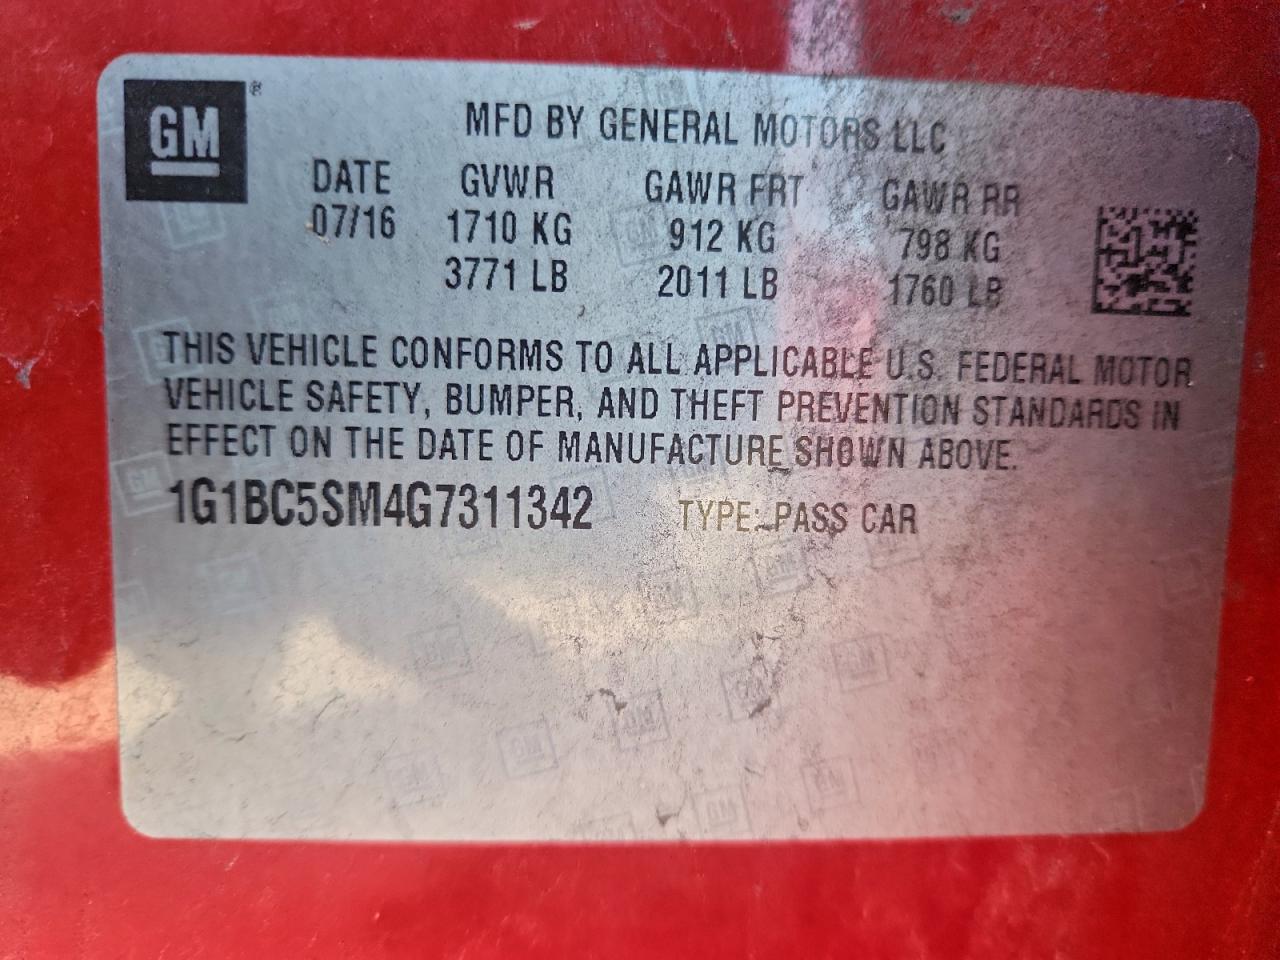 GM®
MFD BY GENERAL MOTORS LLC
DATE GVWR GAWR FRT GAWR RR
07/16 1710 KG 912 KG 798 KG
3771 LB 2011 LB 1760 LB
THIS VEHICLE CONFORMS TO ALL APPLICABLE U.S. FEDERAL MOTOR
VEHICLE SAFETY, BUMPER, AND THEFT PREVENTION STANDARDS IN
EFFECT ON THE DATE OF MANUFACTURE SHOWN ABOVE.
1G1BC5SM4G7311342 TYPE: PASS CAR